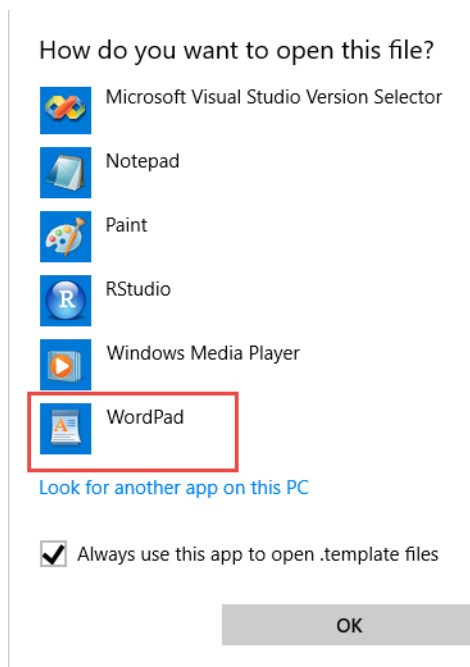 How do you want to open this file?
Microsoft Visual Studio Version Selector
Notepad
Paint
R
RStudio
Windows Media Player
A
WordPad
Look for another app on this PC
Always use this app to open .template files
OK